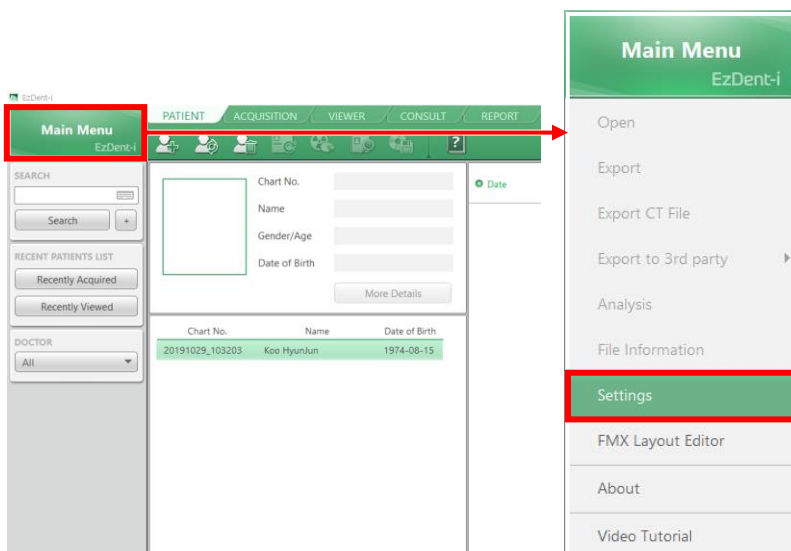 EzDent-i
Main Menu
EzDent-i
PATIENT
ACQUISITION
VIEWER
CONSULT
REPORT
?
SEARCH
Search
+
RECENT PATIENTS LIST
Recently Acquired
Recently Viewed
DOCTOR
All
Chart No.
Name
Gender/Age
Date of Birth
More Details
Chart No. Name Date of Birth
20191029_103203 Koo HyunJun 1974-08-15
Date
Main Menu
EzDent-i
Open
Export
Export CT File
Export to 3rd party
Analysis
File Information
Settings
FMX Layout Editor
About
Video Tutorial